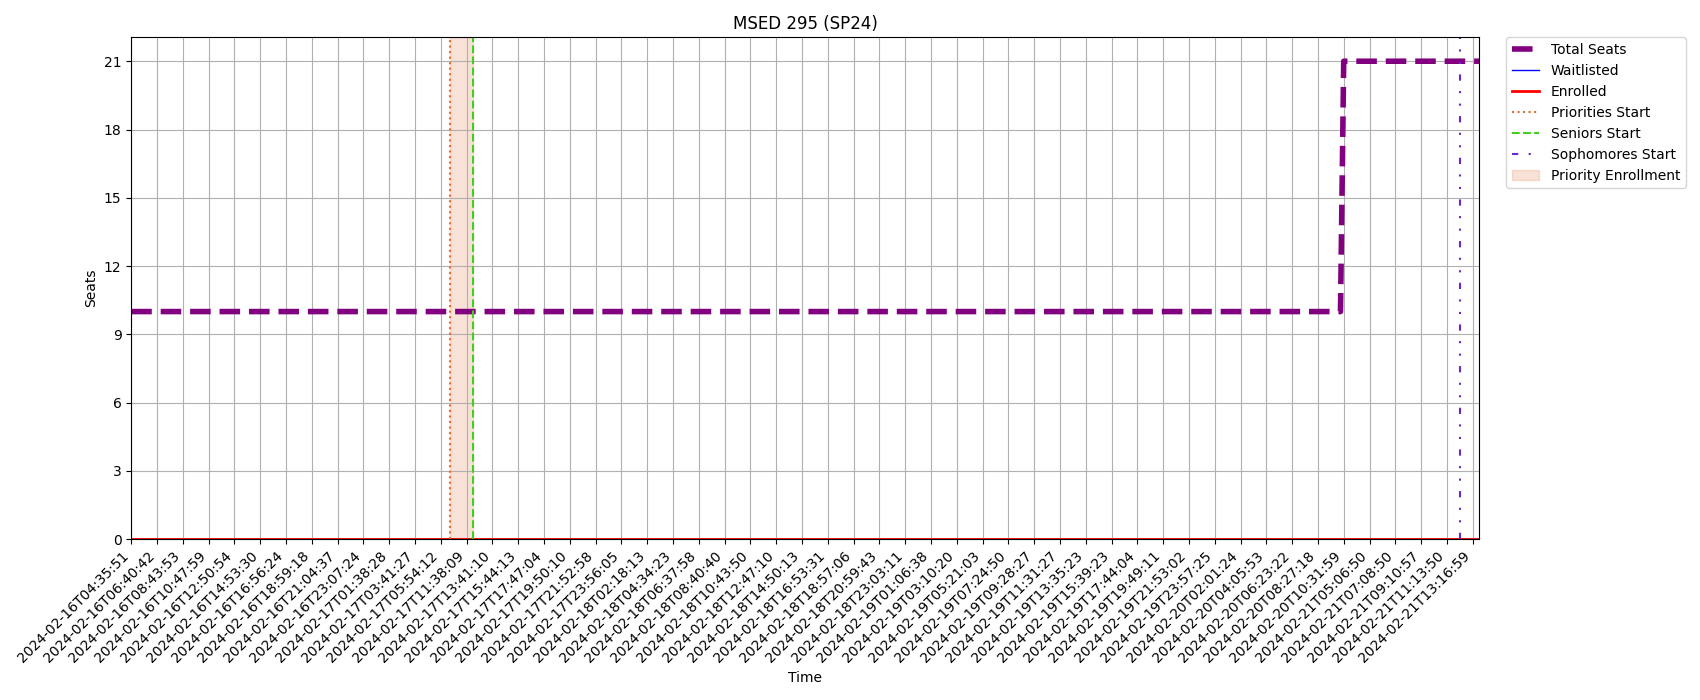 MSED 295 (SP24)
Total Seats
Waitlisted
Enrolled
Priorities Start
Seniors Start
Sophomores Start
Priority Enrollment
Seats
21
18
15
12
9
6
3
0
2024-02-16T04:35:51
2024-02-16T06:40:42
2024-02-16T08:43:53
2024-02-16T10:47:59
2024-02-16T12:50:54
2024-02-16T14:53:30
2024-02-16T16:56:24
2024-02-16T18:59:18
2024-02-16T21:04:37
2024-02-16T23:07:24
2024-02-17T01:38:28
2024-02-17T03:41:27
2024-02-17T05:54:12
2024-02-17T11:38:09
2024-02-17T13:41:10
2024-02-17T15:44:13
2024-02-17T17:47:04
2024-02-17T19:50:10
2024-02-17T21:52:58
2024-02-17T23:56:05
2024-02-18T02:18:13
2024-02-18T04:34:23
2024-02-18T06:37:58
2024-02-18T08:40:40
2024-02-18T10:43:50
2024-02-18T12:47:10
2024-02-18T14:50:13
2024-02-18T16:53:31
2024-02-18T18:57:06
2024-02-18T20:59:43
2024-02-18T23:03:11
2024-02-19T01:06:38
2024-02-19T03:10:20
2024-02-19T05:21:03
2024-02-19T07:24:50
2024-02-19T09:28:27
2024-02-19T11:31:27
2024-02-19T13:35:23
2024-02-19T15:39:23
2024-02-19T17:44:04
2024-02-19T19:49:11
2024-02-19T21:53:02
2024-02-19T23:57:25
2024-02-20T02:01:24
2024-02-20T04:05:53
2024-02-20T06:23:22
2024-02-20T08:27:18
2024-02-20T10:31:59
2024-02-21T05:06:50
2024-02-21T07:08:50
2024-02-21T09:10:57
2024-02-21T11:13:50
2024-02-21T13:16:59
Time